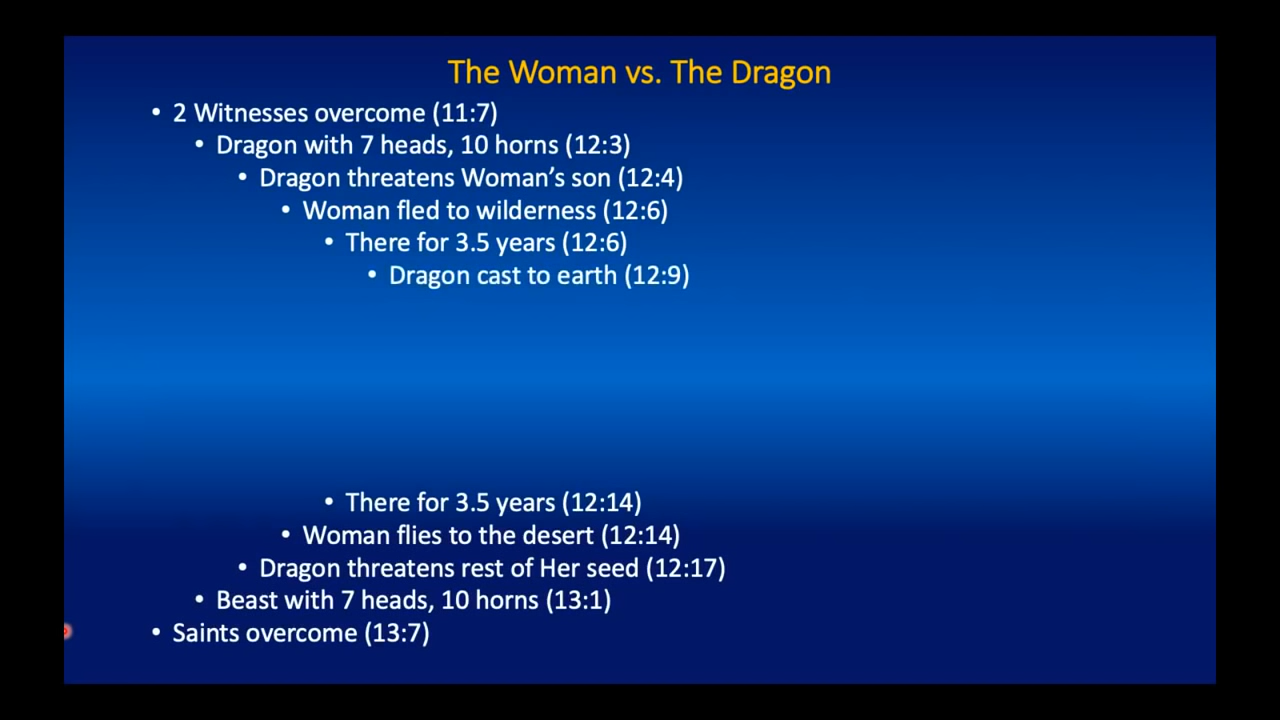 The Woman vs. The Dragon
• 2 Witnesses overcome (11:7)
• Dragon with 7 heads, 10 horns (12:3)
• Dragon threatens Woman’s son (12:4)
• Woman fled to wilderness (12:6)
• There for 3.5 years (12:6)
• Dragon cast to earth (12:9)
• There for 3.5 years (12:14)
• Woman flies to the desert (12:14)
• Dragon threatens rest of Her seed (12:17)
• Beast with 7 heads, 10 horns (13:1)
• Saints overcome (13:7)